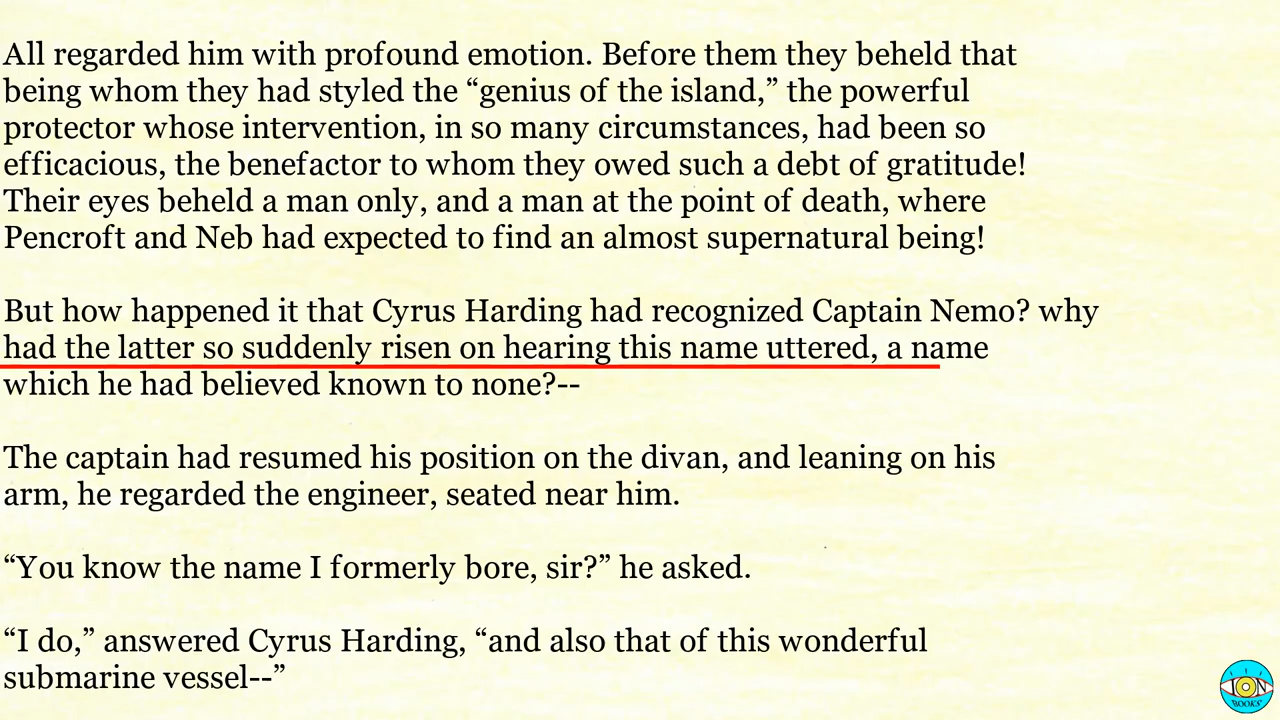 All regarded him with profound emotion. Before them they beheld that
being whom they had styled the “genius of the island,” the powerful
protector whose intervention, in so many circumstances, had been so
efficacious, the benefactor to whom they owed such a debt of gratitude!
Their eyes beheld a man only, and a man at the point of death, where
Pencroft and Neb had expected to find an almost supernatural being!
But how happened it that Cyrus Harding had recognized Captain Nemo? why
had the latter so suddenly risen on hearing this name uttered, a name
which he had believed known to none?--
The captain had resumed his position on the divan, and leaning on his
arm, he regarded the engineer, seated near him.
“You know the name I formerly bore, sir?” he asked.
“I do,” answered Cyrus Harding, “and also that of this wonderful
submarine vessel--”
ION
BOOKS